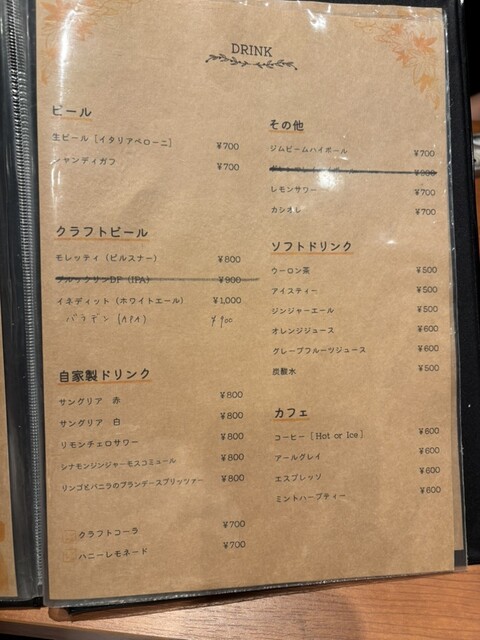 DRINK
ビール
生ビール [イタリアペローニ] ¥700
シャンディガフ ¥700
クラフトビール
モレッティ (ピルスナー) ¥800
ブルックリンDF (IPA) ¥900
イネディット (ホワイトエール) ¥1,000
バラデン (APA) ¥900
自家製ドリンク
サングリア 赤 ¥800
サングリア 白 ¥800
リモンチェロサワー ¥800
シナモンジンジャーモスコミュール ¥800
リンゴとバニラのブランデースプリッツァー ¥800
クラフトコーラ ¥700
ハニーレモネード ¥700
その他
ジムビームハイボール ¥700
¥900
レモンサワー ¥700
カシオレ ¥700
ソフトドリンク
ウーロン茶 ¥500
アイスティー ¥500
ジンジャーエール ¥500
オレンジジュース ¥600
グレープフルーツジュース ¥600
炭酸水 ¥500
カフェ
コーヒー [Hot or Ice] ¥600
アールグレイ ¥600
エスプレッソ ¥600
ミントハーブティー ¥600